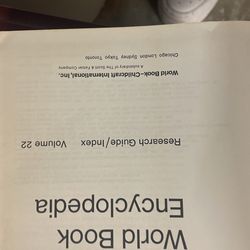 World Book
Encyclopedia
Research Guide/Index Volume 22
World Book–Childcraft International, Inc.
A subsidiary of The Scott & Fetzer Company
Chicago London Sydney Tokyo Toronto